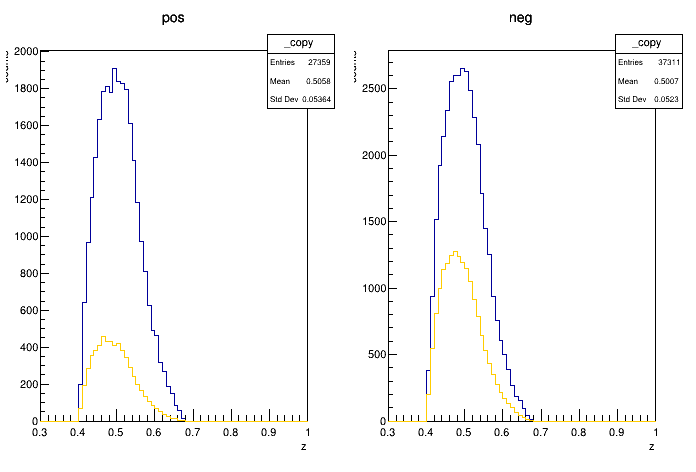 pos
_copy
Entries 27359
Mean 0.5058
Std Dev 0.05364
2000
1800
1600
1400
1200
1000
800
600
400
200
0
0.3 0.4 0.5 0.6 0.7 0.8 0.9 1
z
neg
_copy
Entries 37311
Mean 0.5007
Std Dev 0.0523
2500
2000
1500
1000
500
0
0.3 0.4 0.5 0.6 0.7 0.8 0.9 1
z